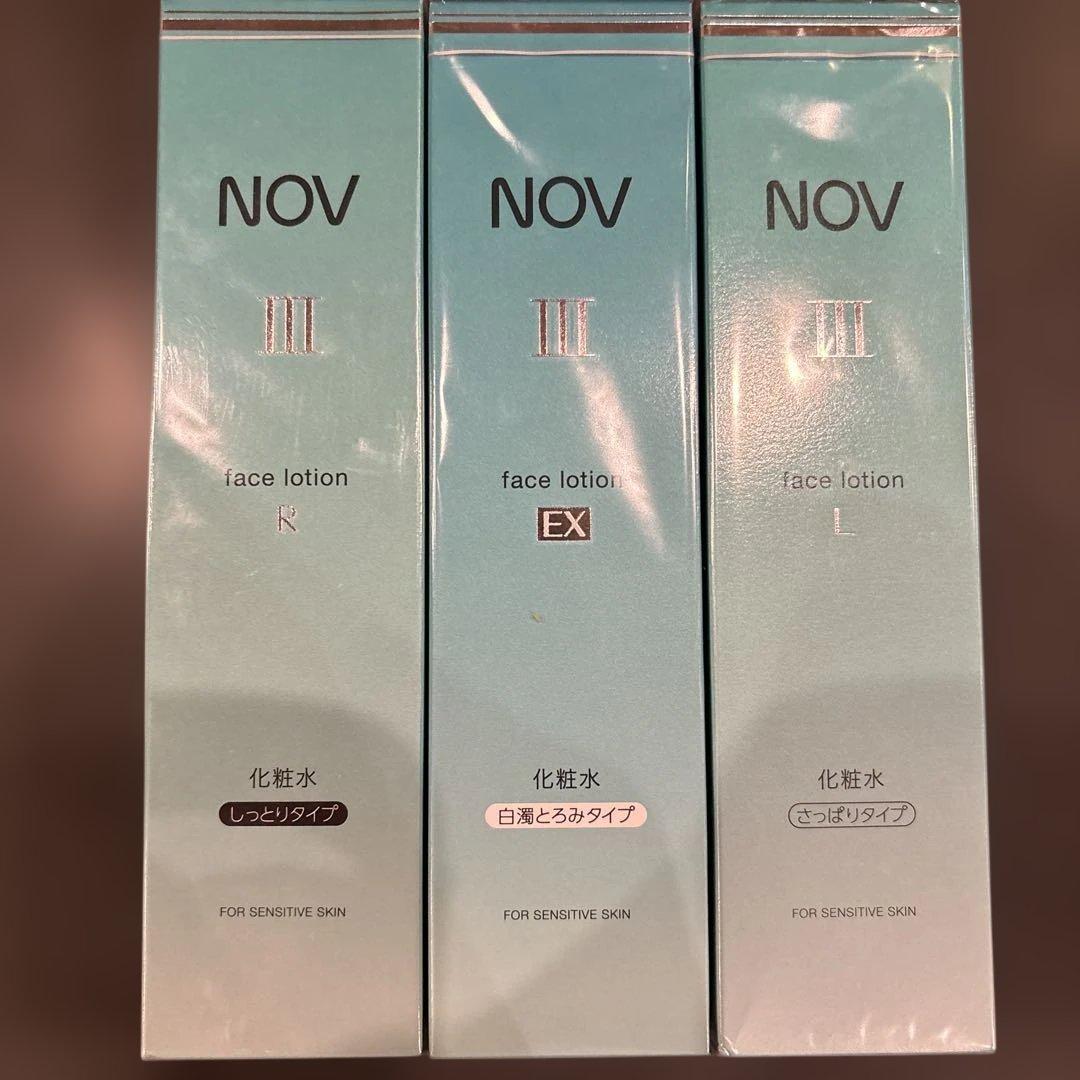 NOV
III
face lotion
R
化粧水
しっとりタイプ
FOR SENSITIVE SKIN
NOV
III
face lotion
EX
化粧水
白濁とろみタイプ
FOR SENSITIVE SKIN
NOV
III
face lotion
L
化粧水
さっぱりタイプ
FOR SENSITIVE SKIN